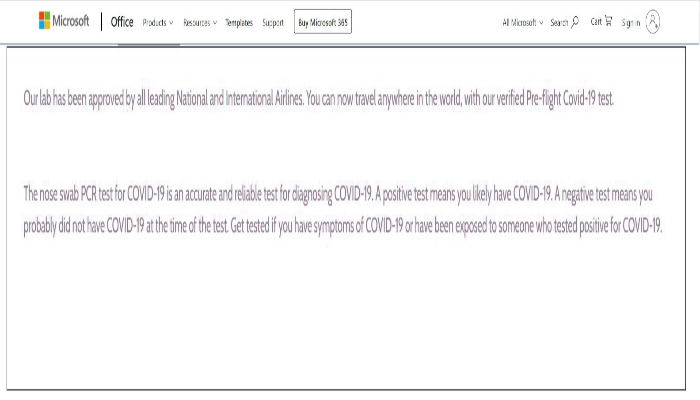 Microsoft Office Products Resources Templates Support Buy Microsoft 365 All Microsoft Search Cart Sign in
Our lab has been approved by all leading National and International Airlines. You can now travel anywhere in the world, with our verified Pre-flight Covid-19 test.
The nose swab PCR test for COVID-19 is an accurate and reliable test for diagnosing COVID-19. A positive test means you likely have COVID-19. A negative test means you
probably did not have COVID-19 at the time of the test. Get tested if you have symptoms of COVID-19 or have been exposed to someone who tested positive for COVID-19.